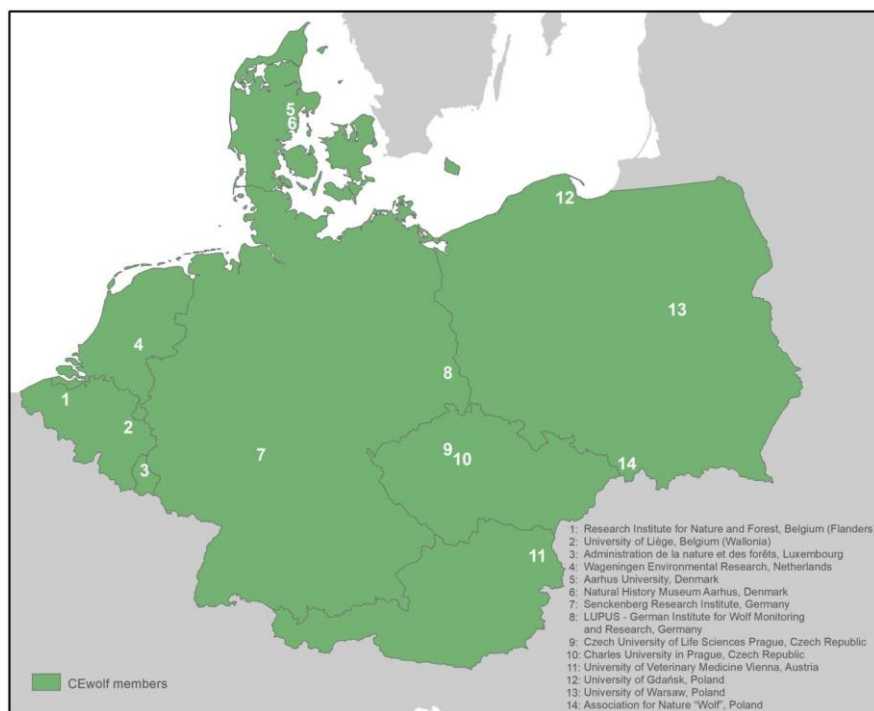 5
6
12
13
4
8
1
2
9
10
7
3
14
11
1: Research Institute for Nature and Forest, Belgium (Flanders
2: University of Liège, Belgium (Wallonia)
3: Administration de la nature et des forêts, Luxembourg
4: Wageningen Environmental Research, Netherlands
5: Aarhus University, Denmark
6: Natural History Museum Aarhus, Denmark
7: Senckenberg Research Institute, Germany
8: LUPUS - German Institute for Wolf Monitoring
and Research, Germany
9: Czech University of Life Sciences Prague, Czech Republic
10: Charles University in Prague, Czech Republic
11: University of Veterinary Medicine Vienna, Austria
12: University of Gdańsk, Poland
13: University of Warsaw, Poland
14: Association for Nature "Wolf", Poland
CEwolf members